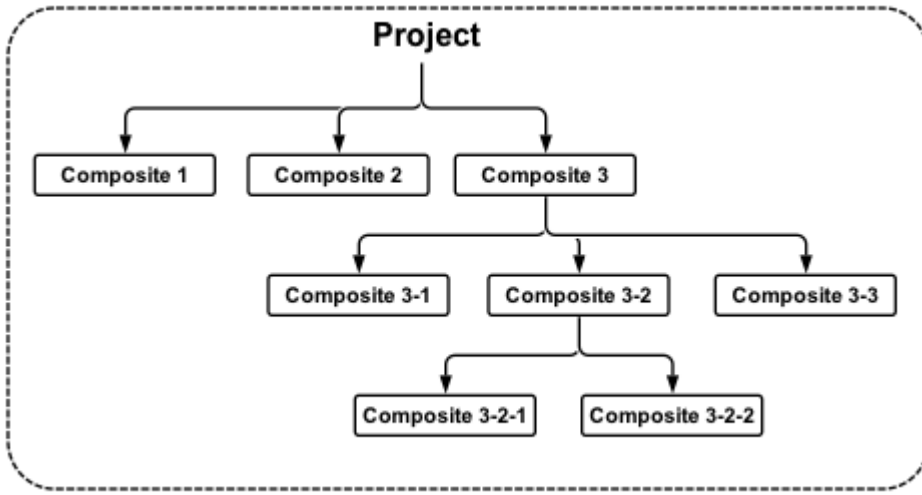 Project
Composite 1
Composite 2
Composite 3
Composite 3-1
Composite 3-2
Composite 3-3
Composite 3-2-1
Composite 3-2-2